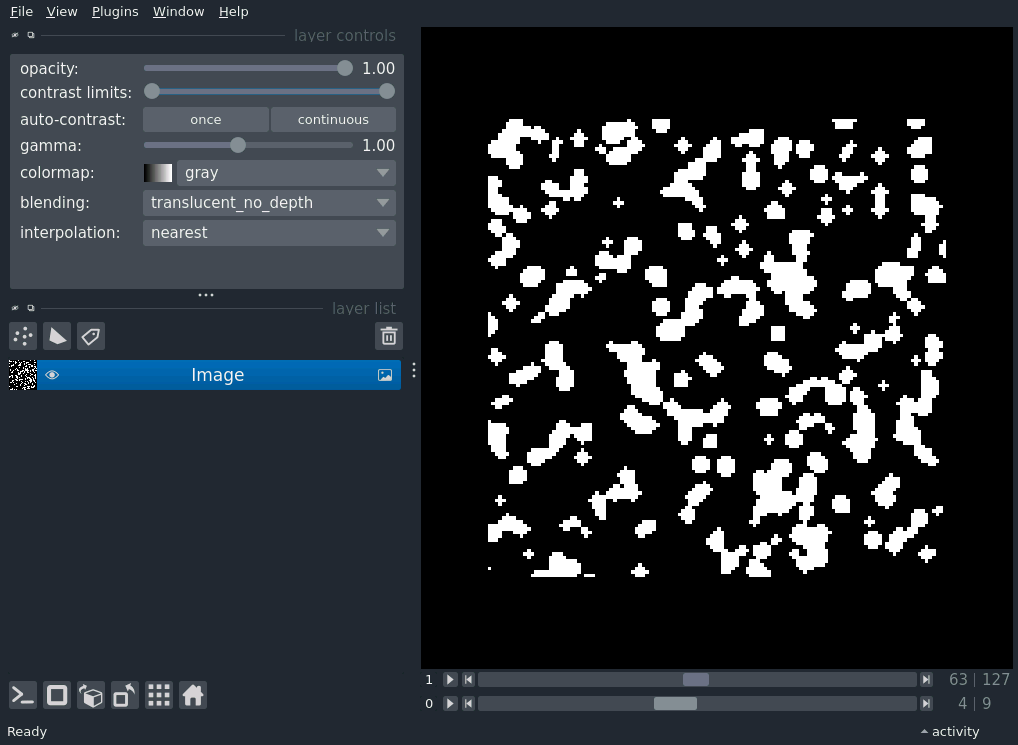 File View Plugins Window Help
layer controls
opacity: 1.00
contrast limits:
auto-contrast: once continuous
gamma: 1.00
colormap: gray
blending: translucent_no_depth
interpolation: nearest
layer list
Image
1 63 | 127
0 4 | 9
Ready activity